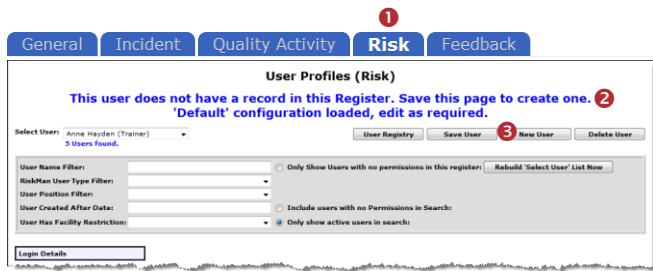 1
General Incident Quality Activity Risk Feedback
User Profiles (Risk)
This user does not have a record in this Register. Save this page to create one. 2
'Default' configuration loaded, edit as required.
3
Select User: Anne Hayden (Trainer) User Registry Save User New User Delete User
5 Users found.
User Name Filter: Only Show Users with no permissions in this register: Rebuild 'Select User' List Now
RiskMan User Type Filter:
User Position Filter:
User Created After Date: Include users with no Permissions in Search:
User Has Facility Restriction: Only show active users in search:
Login Details